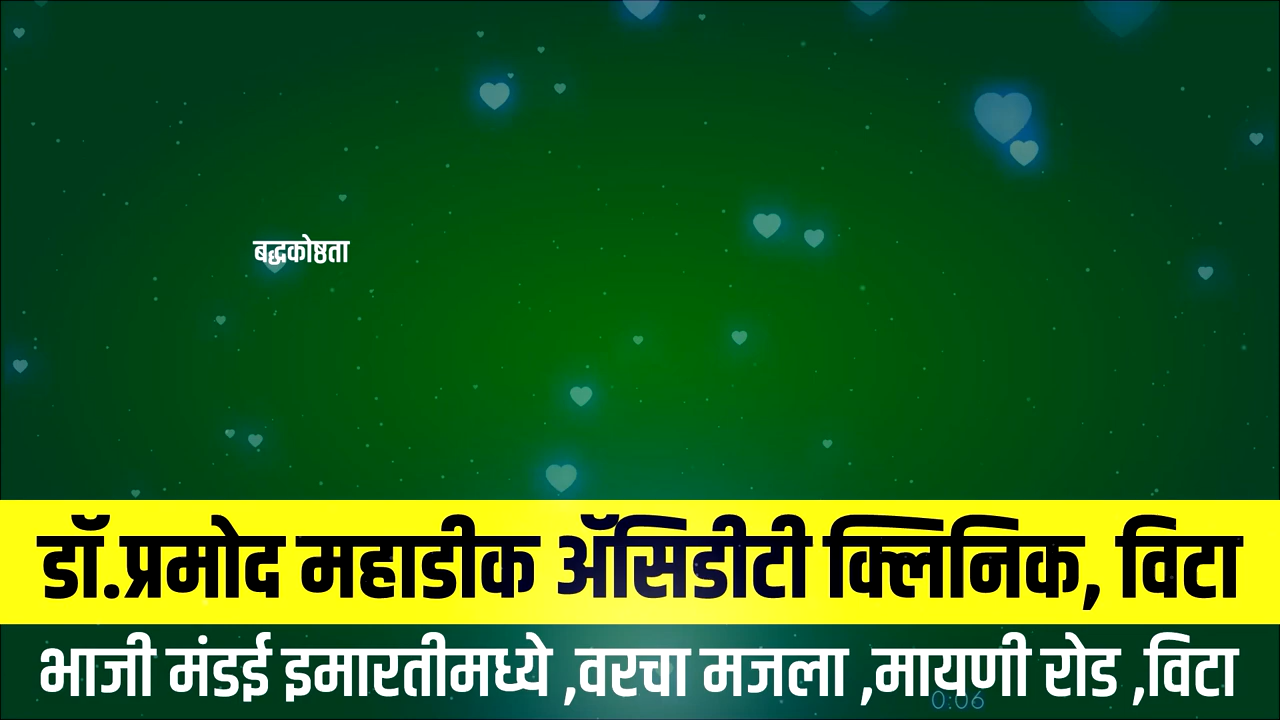 बद्धकोष्ठता
डॉ.प्रमोद महाडीक ॲसिडीटी क्लिनिक, विटा
भाजी मंडई इमारतीमध्ये ,वरचा मजला ,मायणी रोड ,विटा
0:06